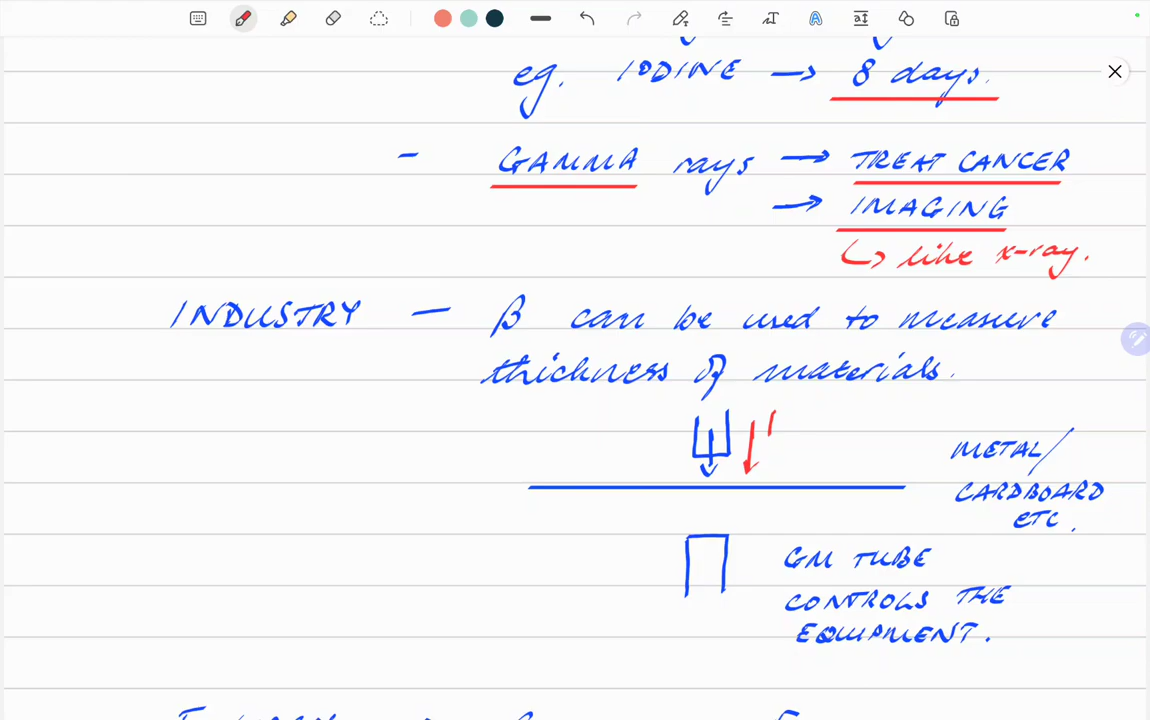 eg. IODINE → 8 days.
- GAMMA rays → TREAT CANCER
→ IMAGING
↳ like x-ray.
INDUSTRY - β can be used to measure
thickness of materials.
METAL/
CARDBOARD
ETC.
GM TUBE
CONTROLS THE
EQUIPMENT.